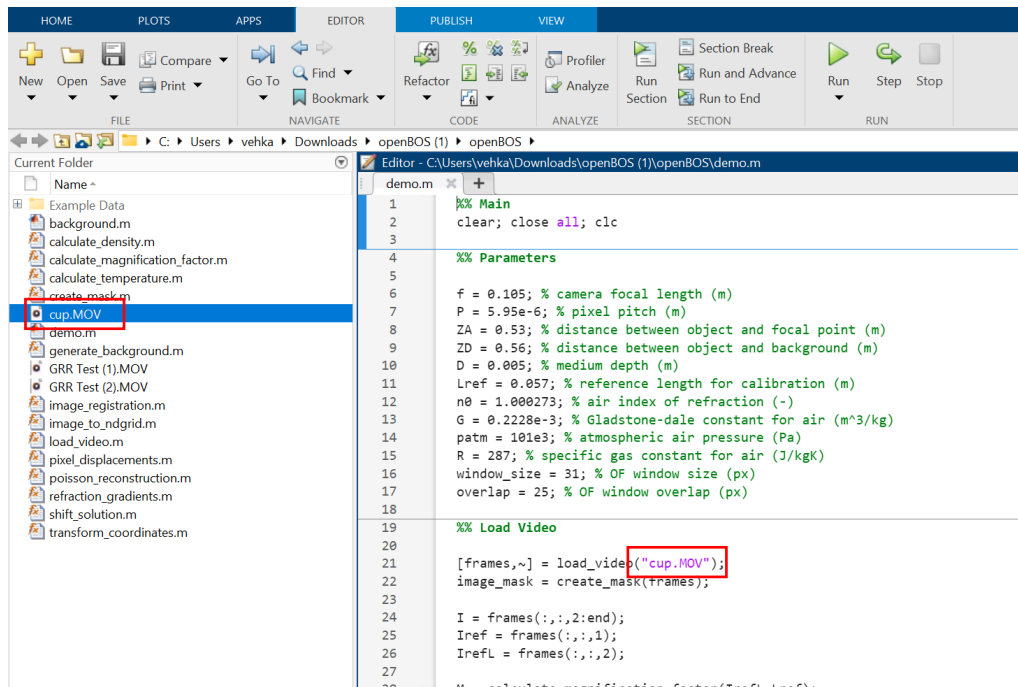 HOME PLOTS APPS EDITOR PUBLISH VIEW
New Open Save Compare Print
FILE
Go To Find Bookmark
NAVIGATE
Refactor
CODE
Profiler Analyze
ANALYZE
Run Section Section Break Run and Advance Run to End
SECTION
Run Step Stop
RUN
C: Users vehka Downloads openBOS (1) openBOS
Current Folder
Name
Example Data
background.m
calculate_density.m
calculate_magnification_factor.m
calculate_temperature.m
create_mask.m
cup.MOV
demo.m
generate_background.m
GRR Test (1).MOV
GRR Test (2).MOV
image_registration.m
image_to_ndgrid.m
load_video.m
pixel_displacements.m
poisson_reconstruction.m
refraction_gradients.m
shift_solution.m
transform_coordinates.m
Editor - C:\Users\vehka\Downloads\openBOS (1)\openBOS\demo.m
demo.m
1 %% Main
2 clear; close all; clc
3
4 %% Parameters
5
6 f = 0.105; % camera focal length (m)
7 P = 5.95e-6; % pixel pitch (m)
8 ZA = 0.53; % distance between object and focal point (m)
9 ZD = 0.56; % distance between object and background (m)
10 D = 0.005; % medium depth (m)
11 Lref = 0.057; % reference length for calibration (m)
12 n0 = 1.000273; % air index of refraction (-)
13 G = 0.2228e-3; % Gladstone-dale constant for air (m^3/kg)
14 patm = 101e3; % atmospheric air pressure (Pa)
15 R = 287; % specific gas constant for air (J/kgK)
16 window_size = 31; % OF window size (px)
17 overlap = 25; % OF window overlap (px)
18
19 %% Load Video
20
21 [frames,~] = load_video("cup.MOV");
22 image_mask = create_mask(frames);
23
24 I = frames(:,:,2:end);
25 Iref = frames(:,:,1);
26 IrefL = frames(:,:,2);
27